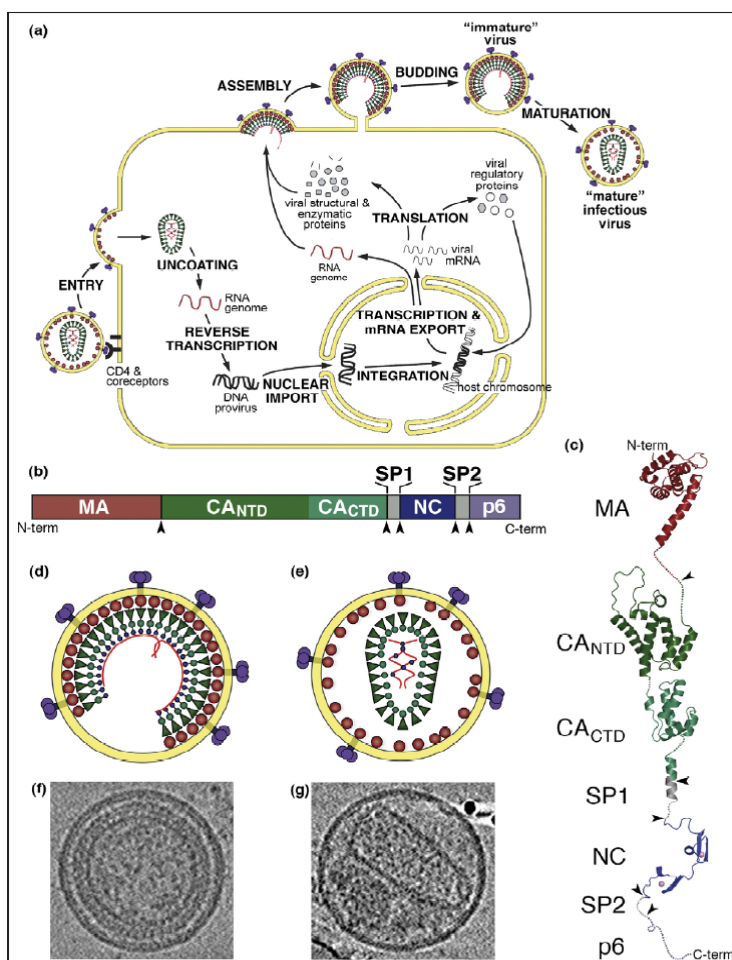 (a)
"immature"
virus
BUDDING
ASSEMBLY
MATURATION
"mature"
infectious
virus
viral structural &
enzymatic
proteins
viral
regulatory
proteins
TRANSLATION
viral
mRNA
RNA
genome
UNCOATING
RNA
genome
ENTRY
REVERSE
TRANSCRIPTION
TRANSCRIPTION &
mRNA EXPORT
CD4 &
coreceptors
DNA
provirus
NUCLEAR
IMPORT
INTEGRATION
host chromosome
(b)
SP1
SP2
MA
CANTD
CACTD
NC
p6
N-term
C-term
(c)
N-term
MA
CANTD
CACTD
SP1
NC
SP2
p6
C-term
(d)
(e)
(f)
(g)